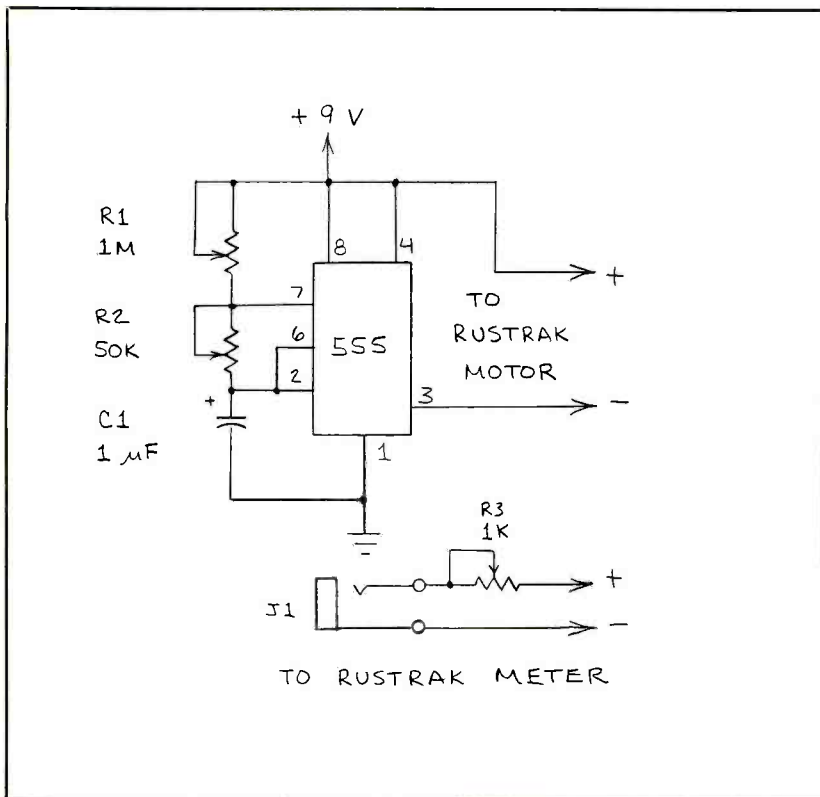 + 9 V
R1
1M
8
4
7
TO
RUSTRAK
MOTOR
+
R2
50K
6
555
2
3
-
+
C1
1 µF
1
R3
1K
+
J1
-
TO RUSTRAK METER